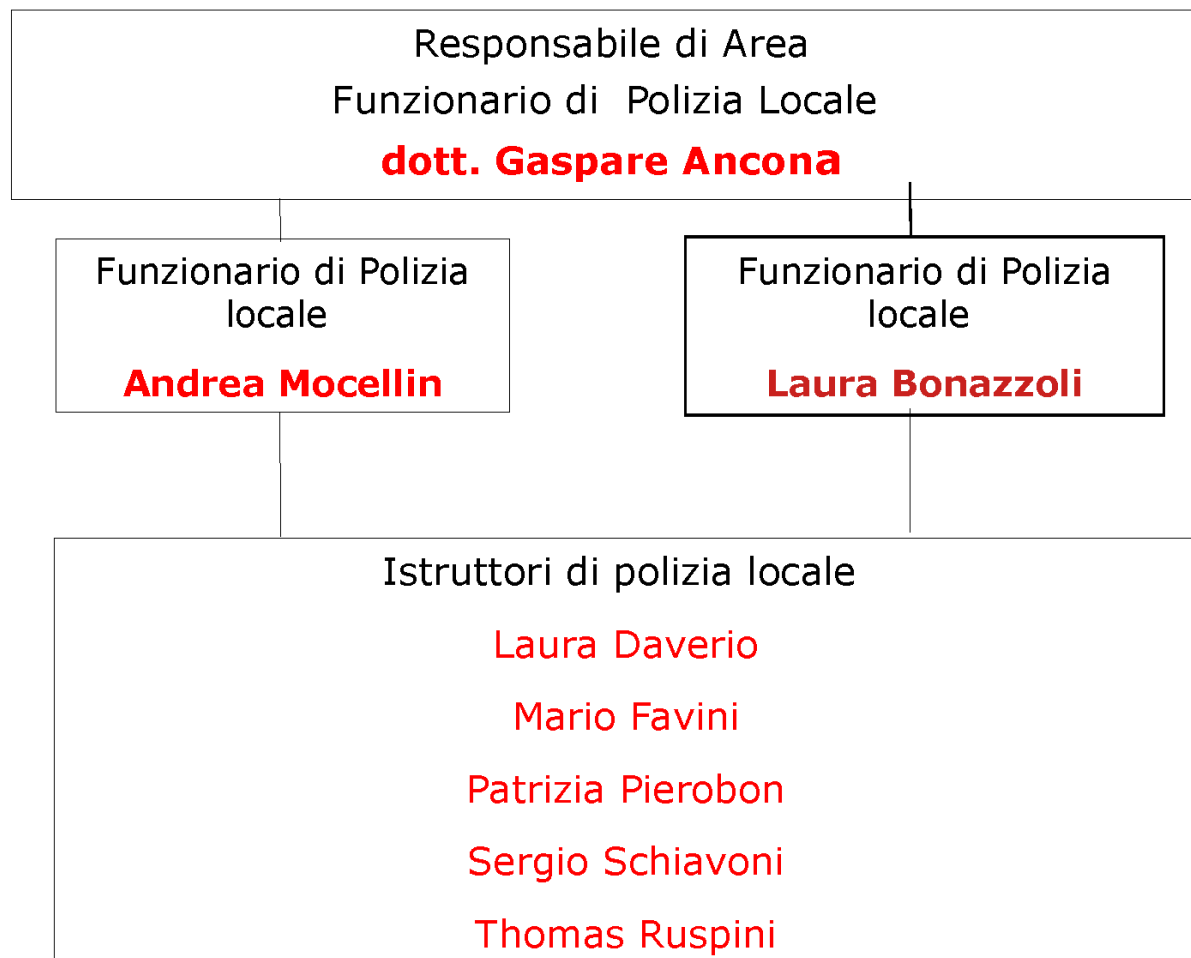 Responsabile di Area
Funzionario di Polizia Locale
dott. Gaspare Ancona
Funzionario di Polizia
locale
Andrea Mocellin
Funzionario di Polizia
locale
Laura Bonazzoli
Istruttori di polizia locale
Laura Daverio
Mario Favini
Patrizia Pierobon
Sergio Schiavoni
Thomas Ruspini